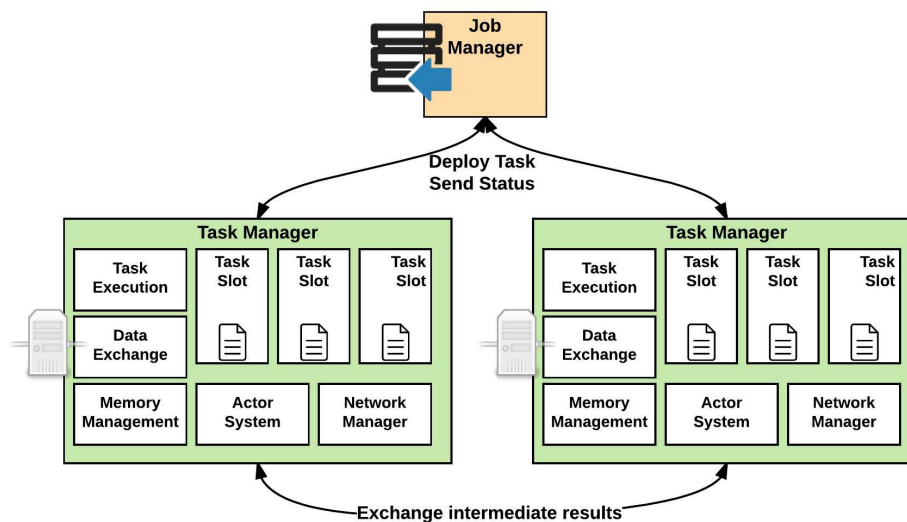 Job
Manager
Deploy Task
Send Status
Task Manager
Task
Execution
Task
Slot
Task
Slot
Task
Slot
Data
Exchange
Memory
Management
Actor
System
Network
Manager
Task Manager
Task
Execution
Task
Slot
Task
Slot
Task
Slot
Data
Exchange
Memory
Management
Actor
System
Network
Manager
Exchange intermediate results